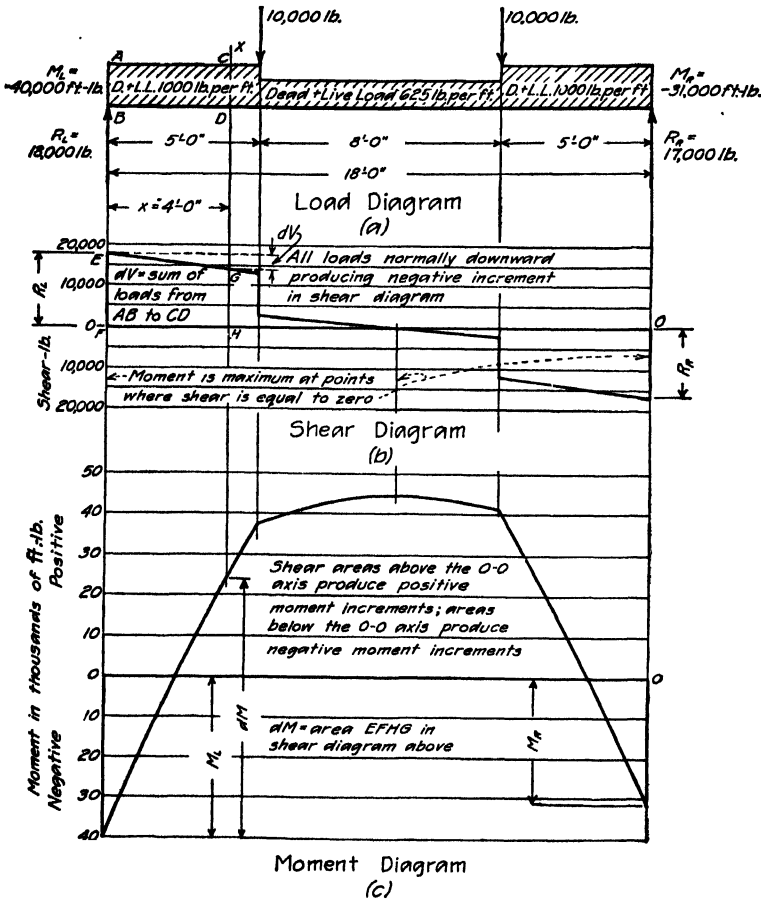 10,000 lb.
10,000 lb.
A
C
X
M_L =
-40,000 ft-lb.
D.+L.L. 1000 lb. per ft.
Dead + Live Load 625 lb. per ft.
D.+L.L. 1000 lb. per ft.
M_R =
-31,000 ft-lb.
B
D
R_L =
18,000 lb.
5'-0"
8'-0"
5'-0"
R_R =
17,000 lb.
18'-0"
x = 4'-0"
Load Diagram
(a)
20,000
E
dV
All loads normally downward
producing negative increment
in shear diagram
R_L
10,000
dV = sum of
loads from
AB to CD
G
0
F
H
O
Shear-lb.
10,000
Moment is maximum at points
where shear is equal to zero
R_R
20,000
Shear Diagram
(b)
50
40
30
20
10
0
10
20
30
40
Moment in thousands of ft.-lb.
Negative Positive
Shear areas above the 0-0
axis produce positive
moment increments; areas
below the 0-0 axis produce
negative moment increments
O
M_L
dM
dM = area EFHG in
shear diagram above
M_R
Moment Diagram
(c)